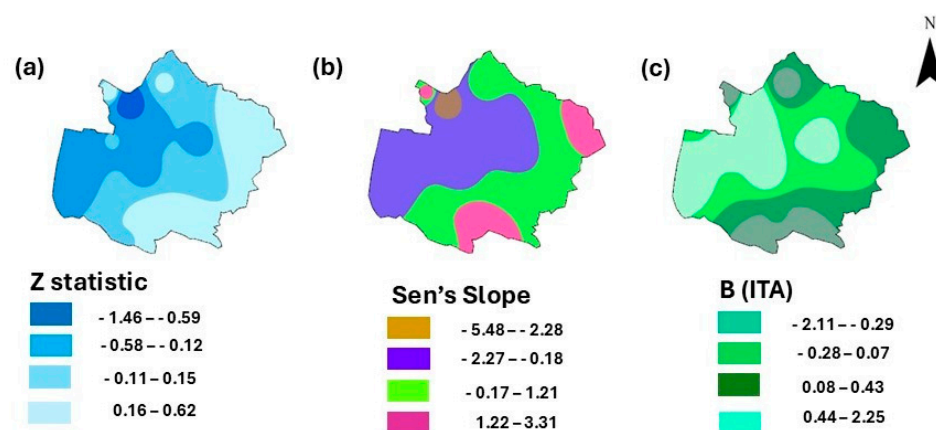 N
(a)
(b)
(c)
Z statistic
- 1.46 – - 0.59
- 0.58 – - 0.12
- 0.11 – 0.15
0.16 – 0.62
Sen's Slope
- 5.48 – - 2.28
- 2.27 – - 0.18
- 0.17 – 1.21
1.22 – 3.31
B (ITA)
- 2.11 – - 0.29
- 0.28 – 0.07
0.08 – 0.43
0.44 – 2.25